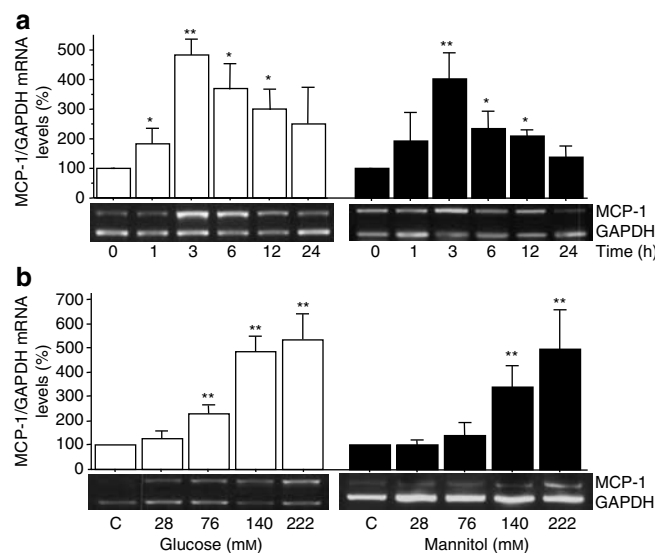 a
MCP-1/GAPDH mRNA
levels (%)
500
400
300
200
100
0
* ** * *
** * *
MCP-1
GAPDH
0 1 3 6 12 24 0 1 3 6 12 24 Time (h)
b
MCP-1/GAPDH mRNA
levels (%)
700
600
500
400
300
200
100
0
** ** **
** **
MCP-1
GAPDH
C 28 76 140 222 C 28 76 140 222
Glucose (mM) Mannitol (mM)